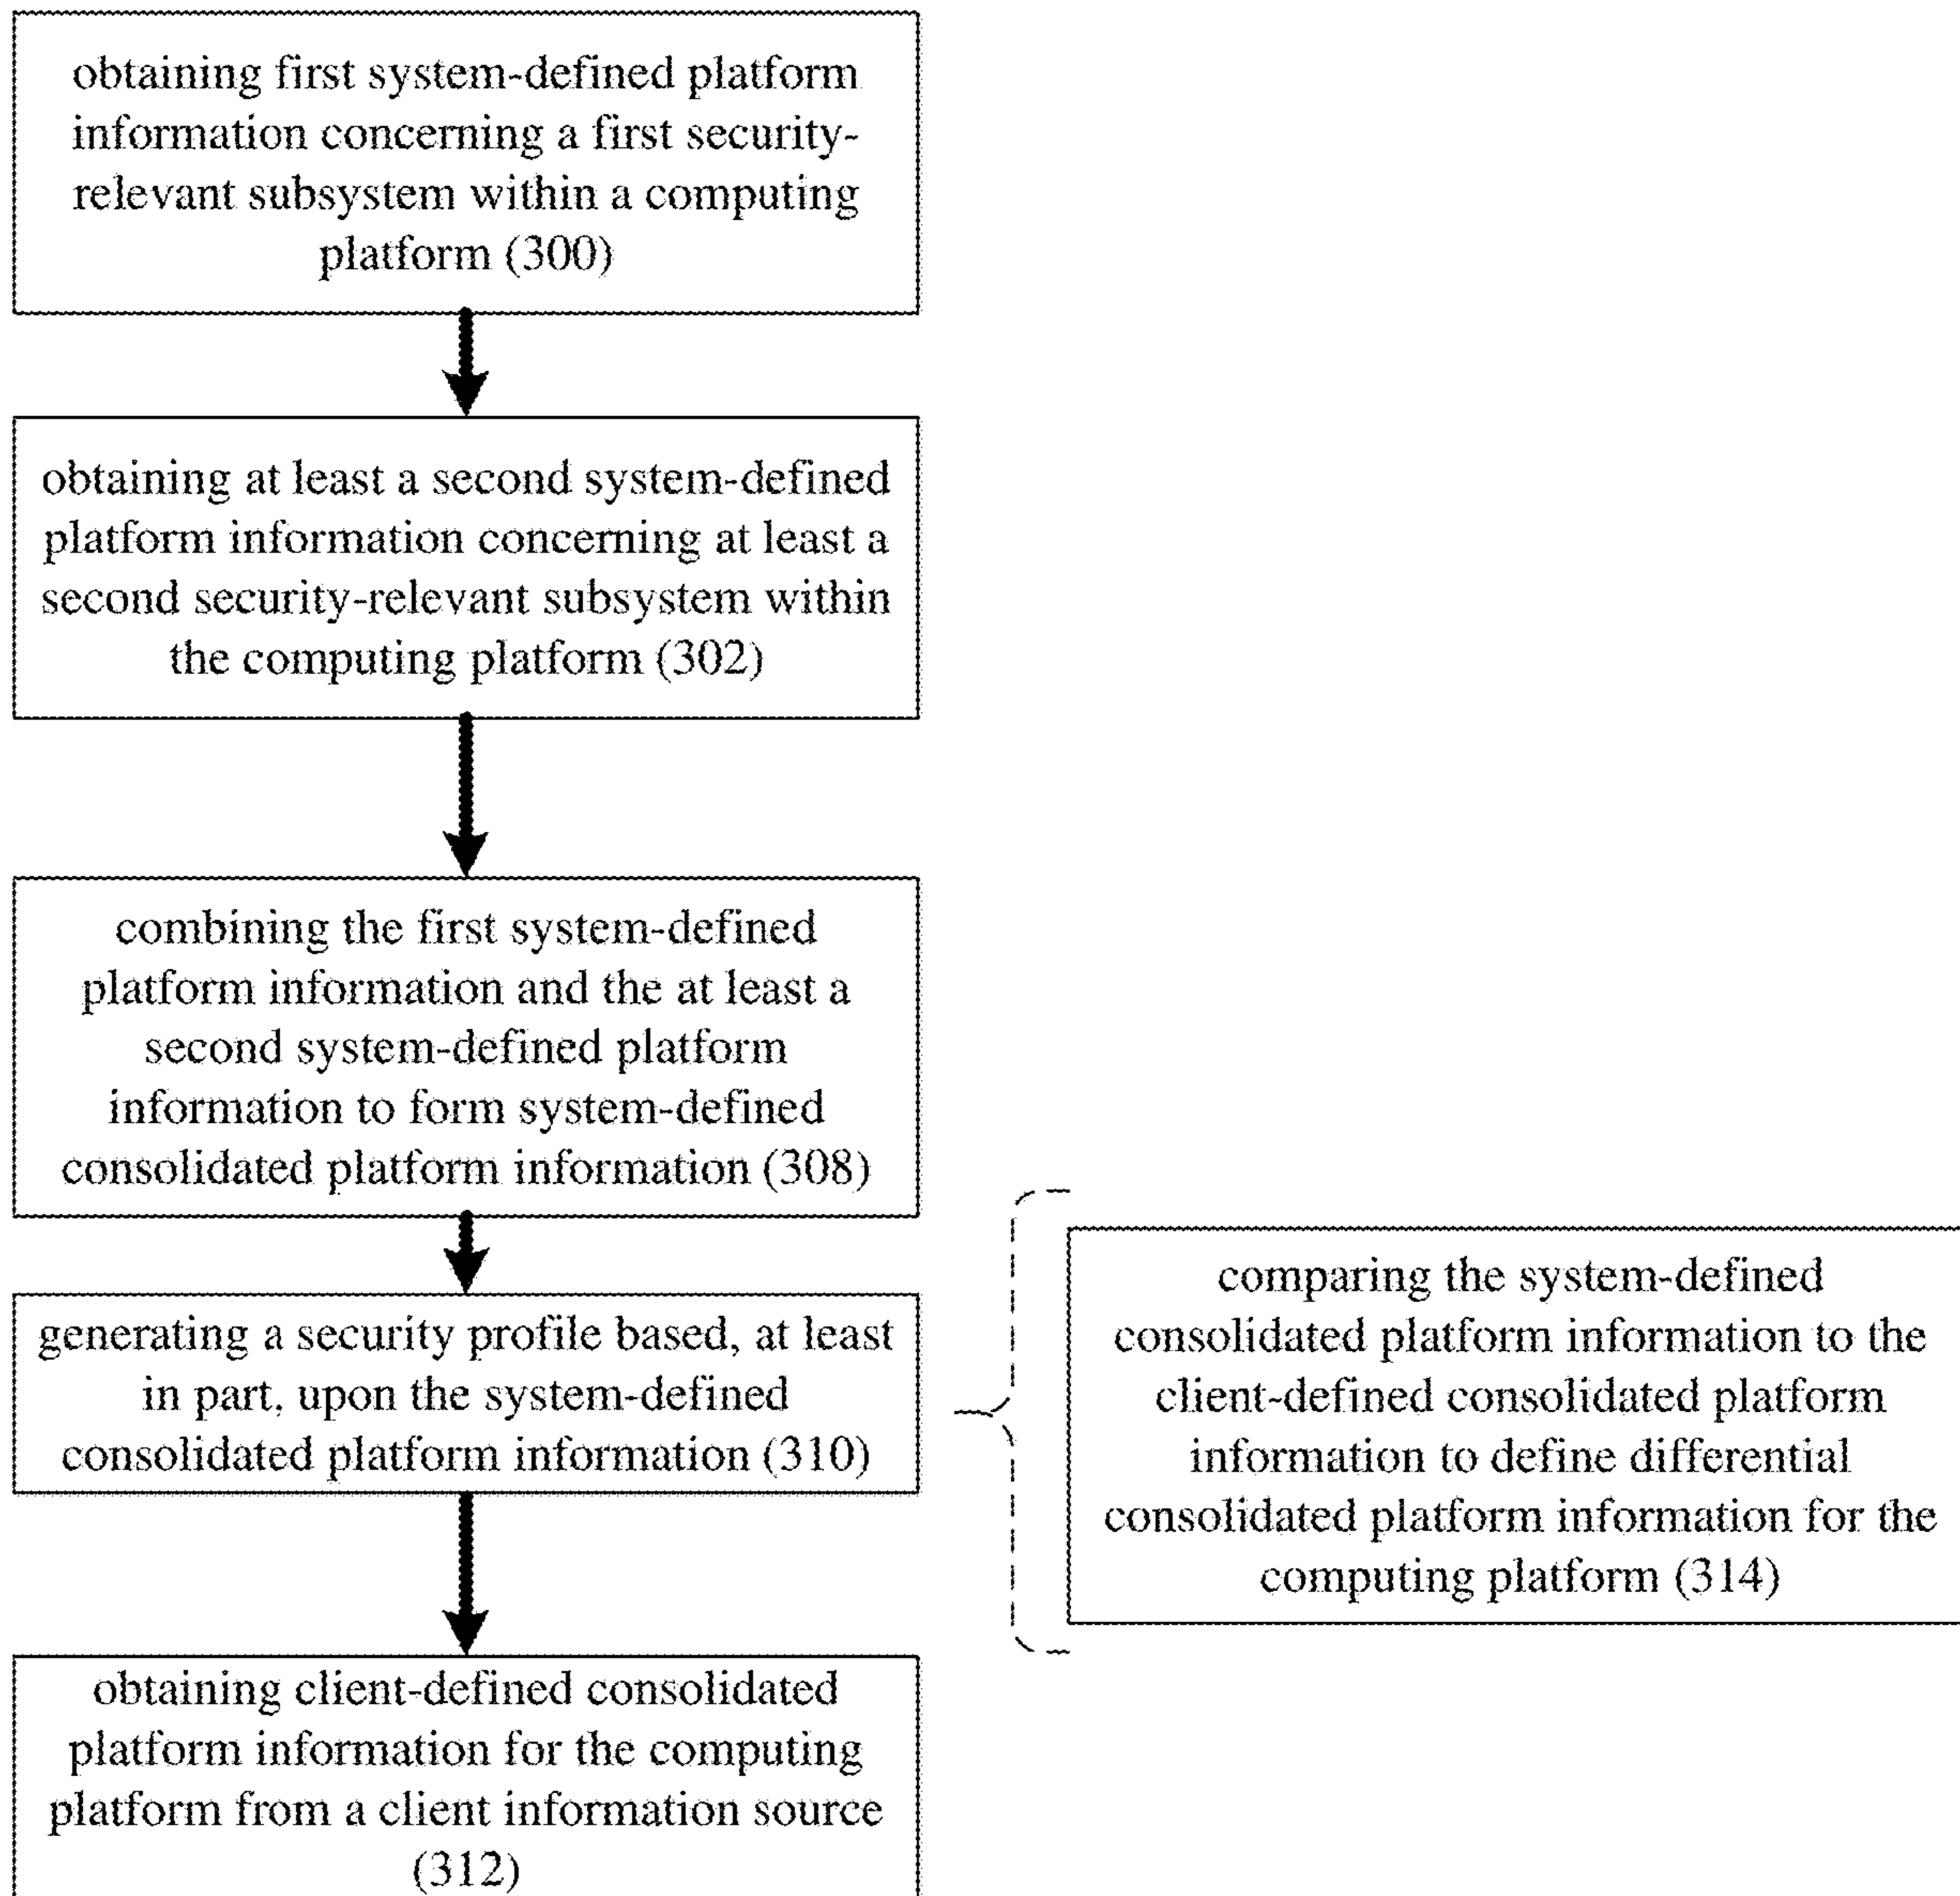 obtaining first system-defined platform
information concerning a first security-
relevant subsystem within a computing
platform (300)
obtaining at least a second system-defined
platform information concerning at least a
second security-relevant subsystem within
the computing platform (302)
combining the first system-defined
platform information and the at least a
second system-defined platform
information to form system-defined
consolidated platform information (308)
generating a security profile based, at least
in part, upon the system-defined
consolidated platform information (310)
comparing the system-defined
consolidated platform information to the
client-defined consolidated platform
information to define differential
consolidated platform information for the
computing platform (314)
obtaining client-defined consolidated
platform information for the computing
platform from a client information source
(312)